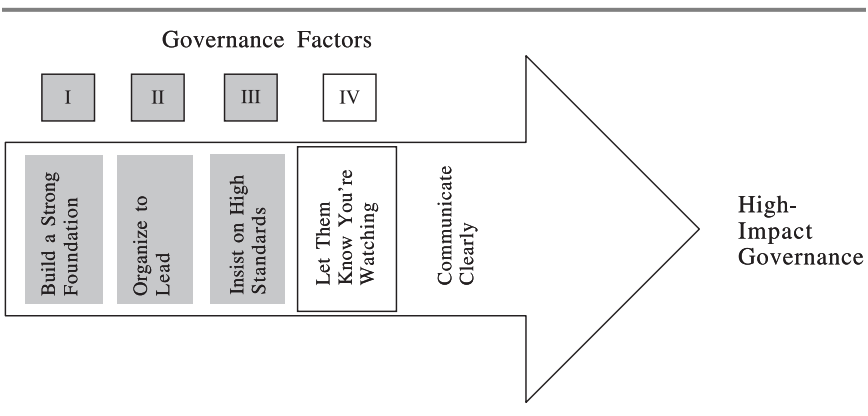 Governance Factors
I
II
III
IV
Build a Strong
Foundation
Organize to
Lead
Insist on High
Standards
Let Them
Know You're
Watching
Communicate
Clearly
High-
Impact
Governance